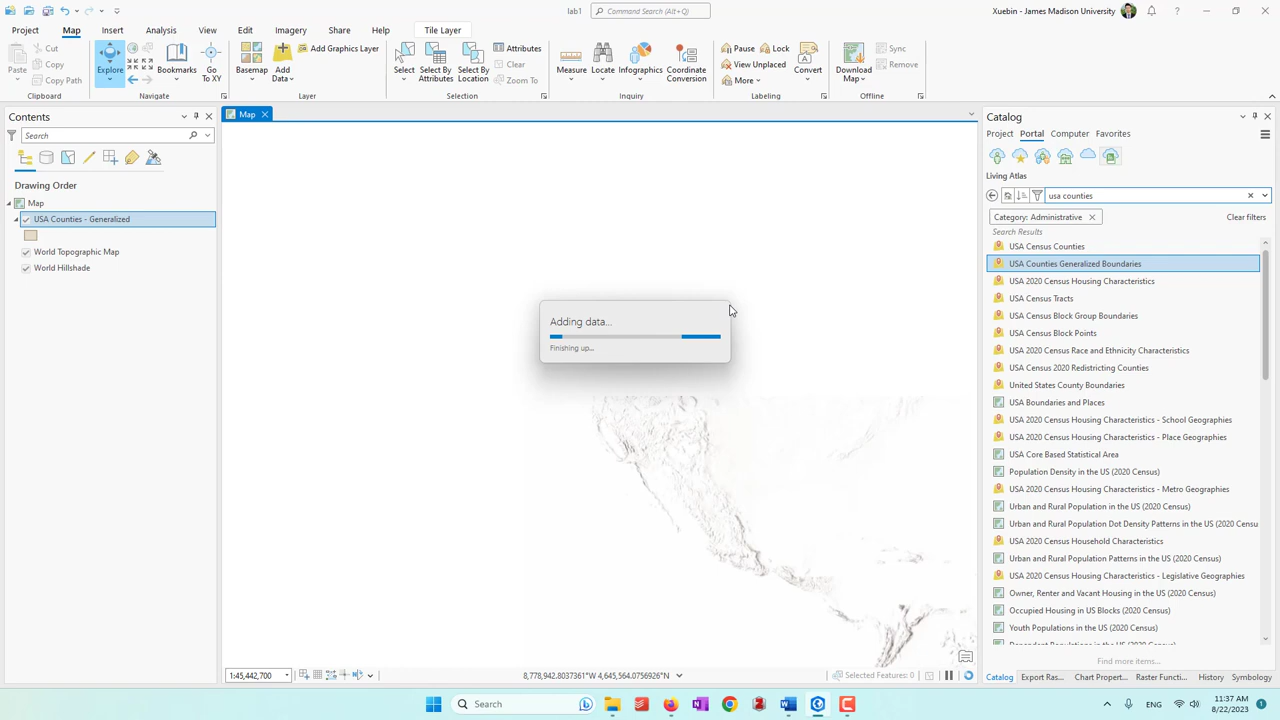 lab1
Command Search (Alt+Q)
Xuebin - James Madison University
Project
Map
Insert
Analysis
View
Edit
Imagery
Share
Help
Tile Layer
Paste
Cut
Copy
Copy Path
Clipboard
Explore
Bookmarks
Go To XY
Navigate
Basemap
Add Data
Add Graphics Layer
Layer
Select
Select By Attributes
Select By Location
Attributes
Clear
Zoom To
Selection
Measure
Locate
Infographics
Coordinate Conversion
Inquiry
Pause
Lock
View Unplaced
More
Convert
Labeling
Download Map
Sync
Remove
Offline
Contents
Search
Drawing Order
Map
USA Counties - Generalized
World Topographic Map
World Hillshade
Map
Adding data...
Finishing up...
1:45,442,700
8,778,942.8037361°W 4,645,564.0756926°N
Selected Features: 0
Catalog
Project
Portal
Computer
Favorites
Living Atlas
usa counties
Category: Administrative
Clear filters
Search Results
USA Census Counties
USA Counties Generalized Boundaries
USA 2020 Census Housing Characteristics
USA Census Tracts
USA Census Block Group Boundaries
USA Census Block Points
USA 2020 Census Race and Ethnicity Characteristics
USA Census 2020 Redistricting Counties
United States County Boundaries
USA Boundaries and Places
USA 2020 Census Housing Characteristics - School Geographies
USA 2020 Census Housing Characteristics - Place Geographies
USA Core Based Statistical Area
Population Density in the US (2020 Census)
USA 2020 Census Housing Characteristics - Metro Geographies
Urban and Rural Population in the US (2020 Census)
Urban and Rural Population Dot Density Patterns in the US (2020 Censu
USA 2020 Census Household Characteristics
Urban and Rural Population Patterns in the US (2020 Census)
USA 2020 Census Housing Characteristics - Legislative Geographies
Owner, Renter and Vacant Housing in the US (2020 Census)
Occupied Housing in US Blocks (2020 Census)
Youth Populations in the US (2020 Census)
Dependent Populations in the US (2020 Census)
Find more items...
Catalog
Export Ras...
Chart Propert...
Raster Functi...
History
Symbology
Search
ENG
11:37 AM
8/22/2023